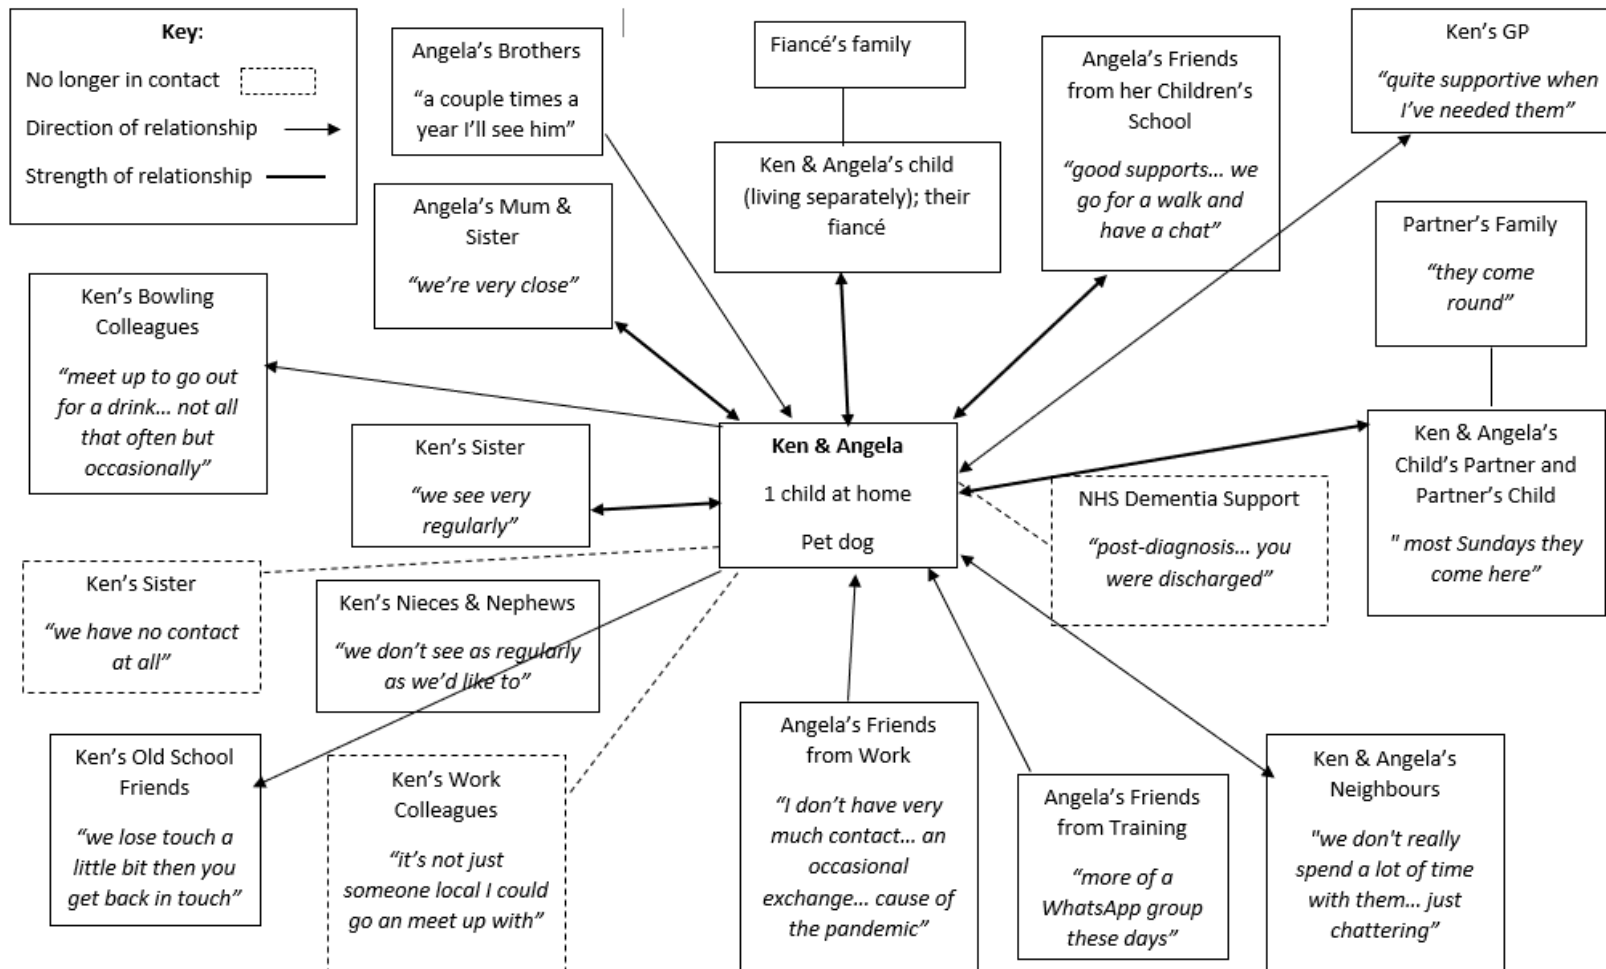 Key:
No longer in contact
Direction of relationship
Strength of relationship
Angela’s Brothers
“a couple times a
year I’ll see him”
Fiancé’s family
Angela’s Friends
from her Children’s
School
“good supports... we
go for a walk and
have a chat”
Ken’s GP
“quite supportive when
I’ve needed them”
Angela’s Mum &
Sister
“we’re very close”
Ken & Angela’s child
(living separately); their
fiancé
Partner’s Family
“they come
round”
Ken’s Bowling
Colleagues
“meet up to go out
for a drink... not all
that often but
occasionally”
Ken’s Sister
“we see very
regularly”
Ken & Angela
1 child at home
Pet dog
NHS Dementia Support
“post-diagnosis... you
were discharged”
Ken & Angela’s
Child’s Partner and
Partner’s Child
" most Sundays they
come here”
Ken’s Sister
“we have no contact
at all”
Ken’s Nieces & Nephews
“we don’t see as regularly
as we’d like to”
Ken’s Old School
Friends
“we lose touch a
little bit then you
get back in touch”
Ken’s Work
Colleagues
“it’s not just
someone local I could
go an meet up with”
Angela’s Friends
from Work
“I don’t have very
much contact... an
occasional
exchange... cause of
the pandemic”
Angela’s Friends
from Training
“more of a
WhatsApp group
these days”
Ken & Angela’s
Neighbours
"we don't really
spend a lot of time
with them... just
chattering”